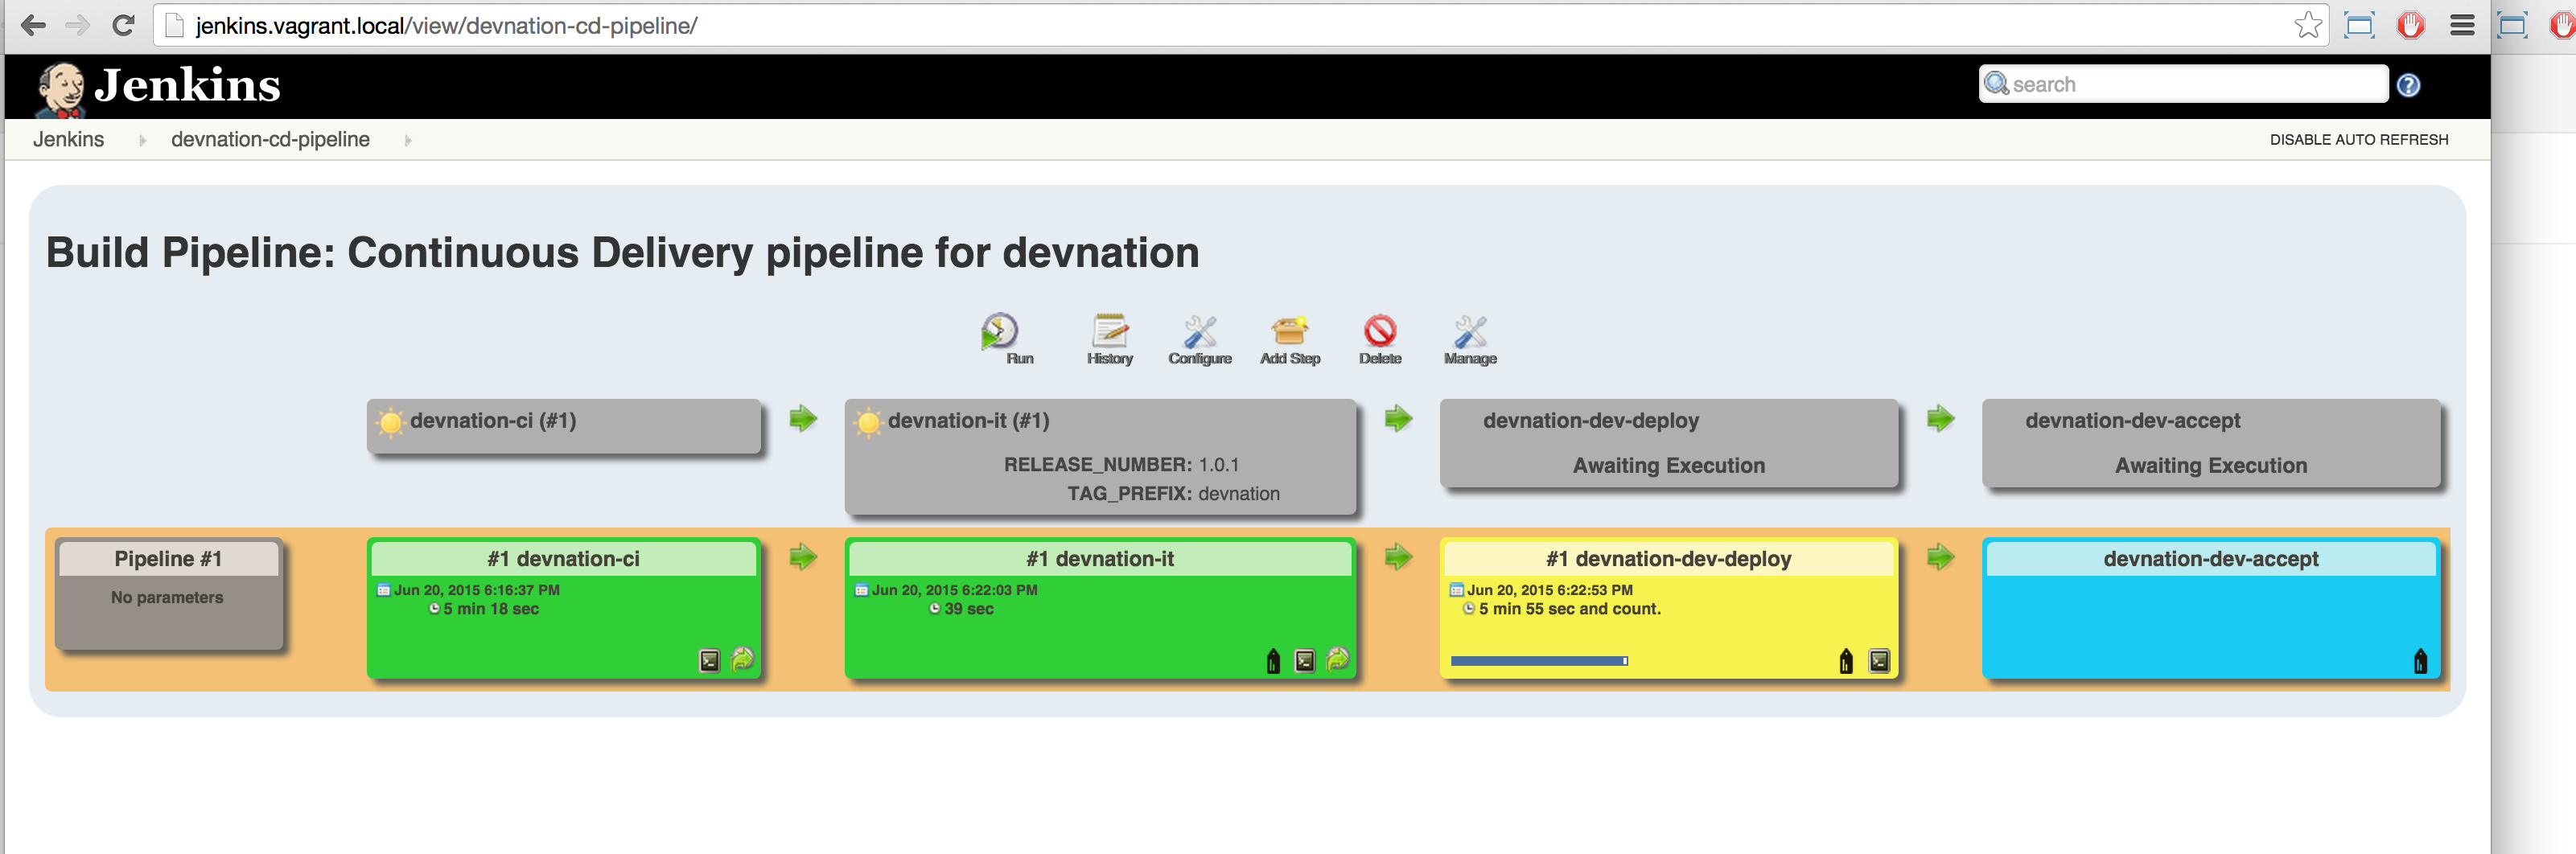 jenkins.vagrant.local/view/devnation-cd-pipeline/
Jenkins
search
Jenkins devnation-cd-pipeline
DISABLE AUTO REFRESH
Build Pipeline: Continuous Delivery pipeline for devnation
Run History Configure Add Step Delete Manage
devnation-ci (#1)
devnation-it (#1)
RELEASE_NUMBER: 1.0.1
TAG_PREFIX: devnation
devnation-dev-deploy
Awaiting Execution
devnation-dev-accept
Awaiting Execution
Pipeline #1
No parameters
#1 devnation-ci
Jun 20, 2015 6:16:37 PM
5 min 18 sec
#1 devnation-it
Jun 20, 2015 6:22:03 PM
39 sec
#1 devnation-dev-deploy
Jun 20, 2015 6:22:53 PM
5 min 55 sec and count.
devnation-dev-accept